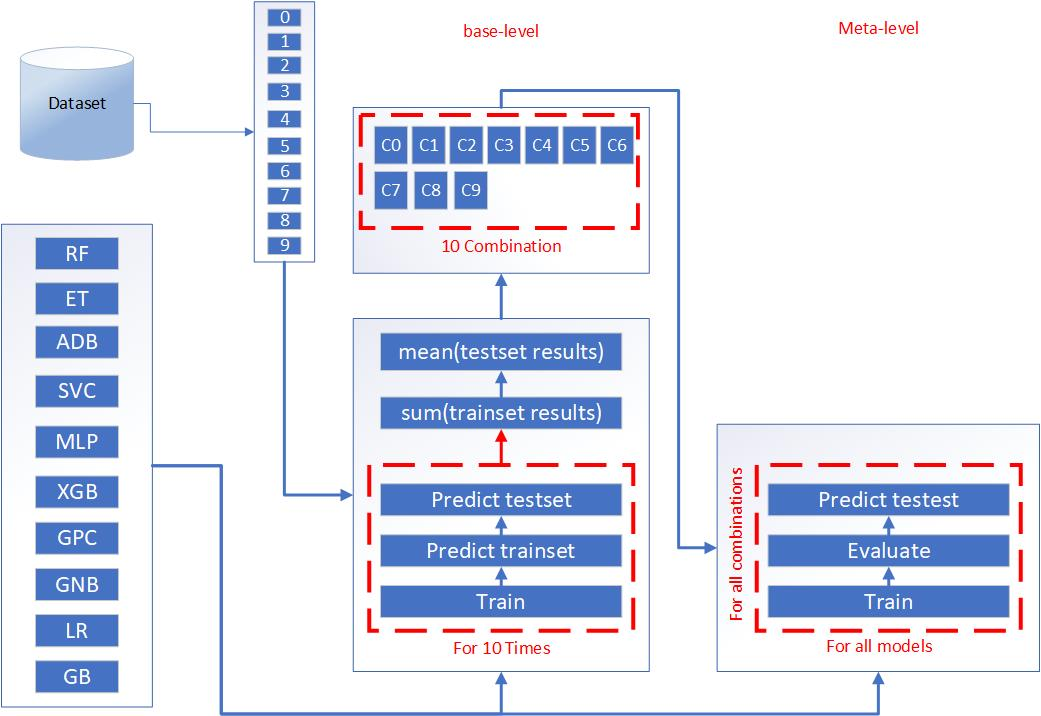 base-level
Meta-level
Dataset
0
1
2
3
4
5
6
7
8
9
C0 C1 C2 C3 C4 C5 C6
C7 C8 C9
10 Combination
RF
ET
ADB
SVC
MLP
XGB
GPC
GNB
LR
GB
mean(testset results)
sum(trainset results)
Predict testset
Predict trainset
Train
For 10 Times
For all combinations
Predict testest
Evaluate
Train
For all models